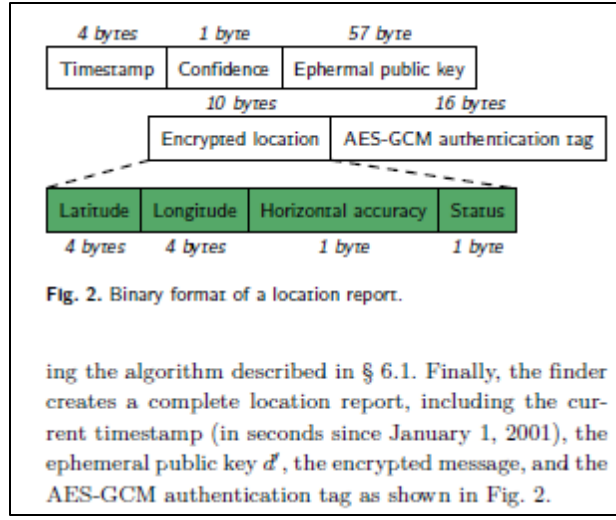 4 bytes 1 byte 57 byte
Timestamp Confidence Ephermal public key
10 bytes 16 bytes
Encrypted location AES-GCM authentication tag
Latitude Longitude Horizontal accuracy Status
4 bytes 4 bytes 1 byte 1 byte
Fig. 2. Binary format of a location report.
ing the algorithm described in § 6.1. Finally, the finder
creates a complete location report, including the cur-
rent timestamp (in seconds since January 1, 2001), the
ephemeral public key d′, the encrypted message, and the
AES-GCM authentication tag as shown in Fig. 2.